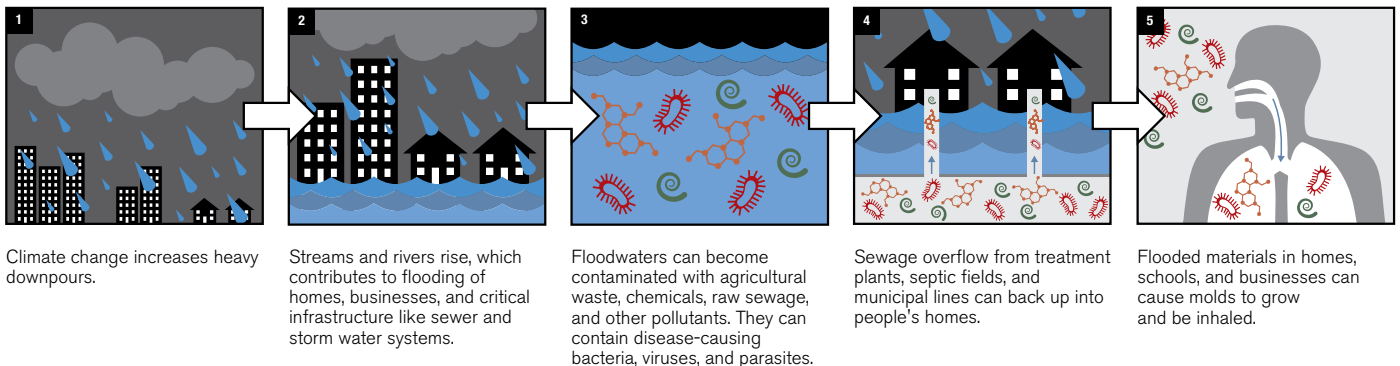 1
Climate change increases heavy
downpours.
2
Streams and rivers rise, which
contributes to flooding of
homes, businesses, and critical
infrastructure like sewer and
storm water systems.
3
Floodwaters can become
contaminated with agricultural
waste, chemicals, raw sewage,
and other pollutants. They can
contain disease-causing
bacteria, viruses, and parasites.
4
Sewage overflow from treatment
plants, septic fields, and
municipal lines can back up into
people's homes.
5
Flooded materials in homes,
schools, and businesses can
cause molds to grow
and be inhaled.